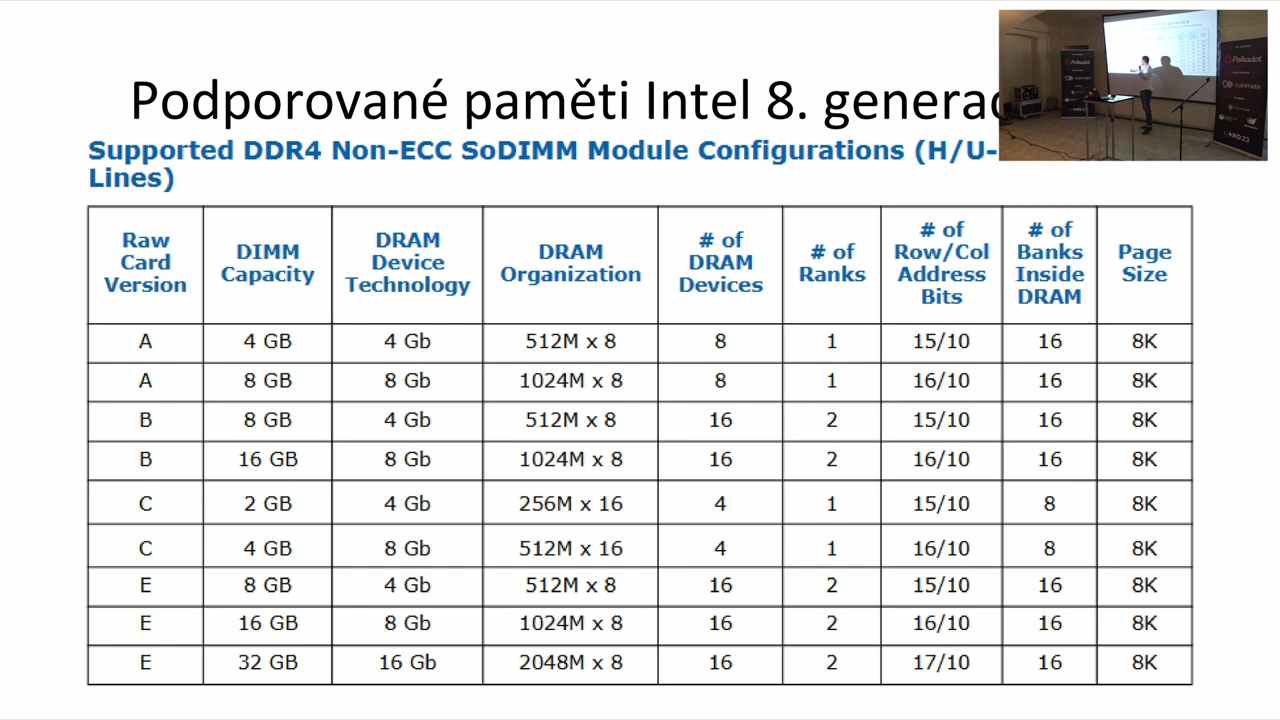 Podporované paměti Intel 8. generac
Supported DDR4 Non-ECC SoDIMM Module Configurations (H/U-
Lines)
Raw Card Version DIMM Capacity DRAM Device Technology DRAM Organization # of DRAM Devices # of Ranks # of Row/Col Address Bits # of Banks Inside DRAM Page Size
A 4 GB 4 Gb 512M x 8 8 1 15/10 16 8K
A 8 GB 8 Gb 1024M x 8 8 1 16/10 16 8K
B 8 GB 4 Gb 512M x 8 16 2 15/10 16 8K
B 16 GB 8 Gb 1024M x 8 16 2 16/10 16 8K
C 2 GB 4 Gb 256M x 16 4 1 15/10 8 8K
C 4 GB 8 Gb 512M x 16 4 1 16/10 8 8K
E 8 GB 4 Gb 512M x 8 16 2 15/10 16 8K
E 16 GB 8 Gb 1024M x 8 16 2 16/10 16 8K
E 32 GB 16 Gb 2048M x 8 16 2 17/10 16 8K
Polkadot
coinmate
Polkadot
coinmate